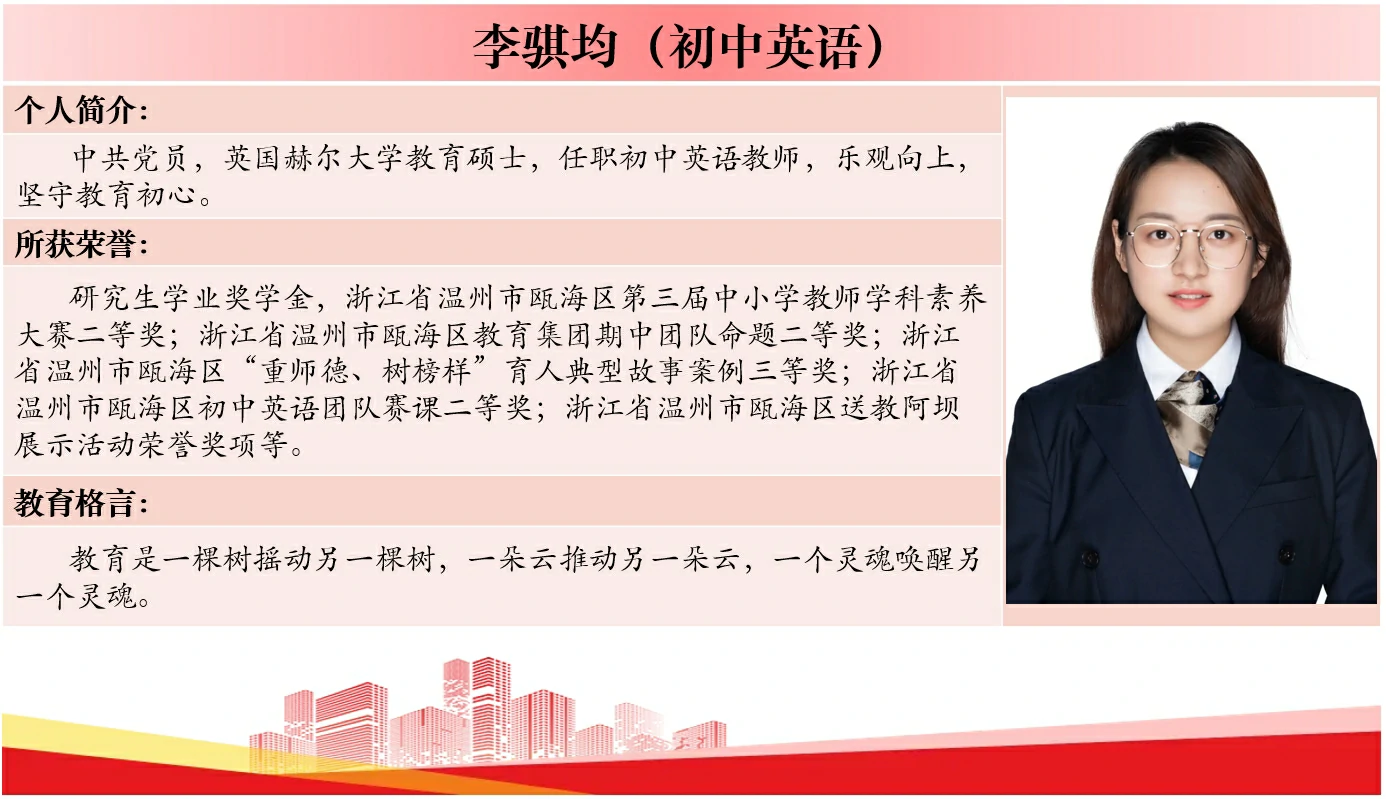 李骐均（初中英语）
个人简介：
中共党员，英国赫尔大学教育硕士，任职初中英语教师，乐观向上，
坚守教育初心。
所获荣誉：
研究生学业奖学金，浙江省温州市瓯海区第三届中小学教师学科素养
大赛二等奖；浙江省温州市瓯海区教育集团期中团队命题二等奖；浙江
省温州市瓯海区“重师德、树榜样”育人典型故事案例三等奖；浙江省
温州市瓯海区初中英语团队赛课二等奖；浙江省温州市瓯海区送教阿坝
展示活动荣誉奖项等。
教育格言：
教育是一棵树摇动另一棵树，一朵云推动另一朵云，一个灵魂唤醒另
一个灵魂。